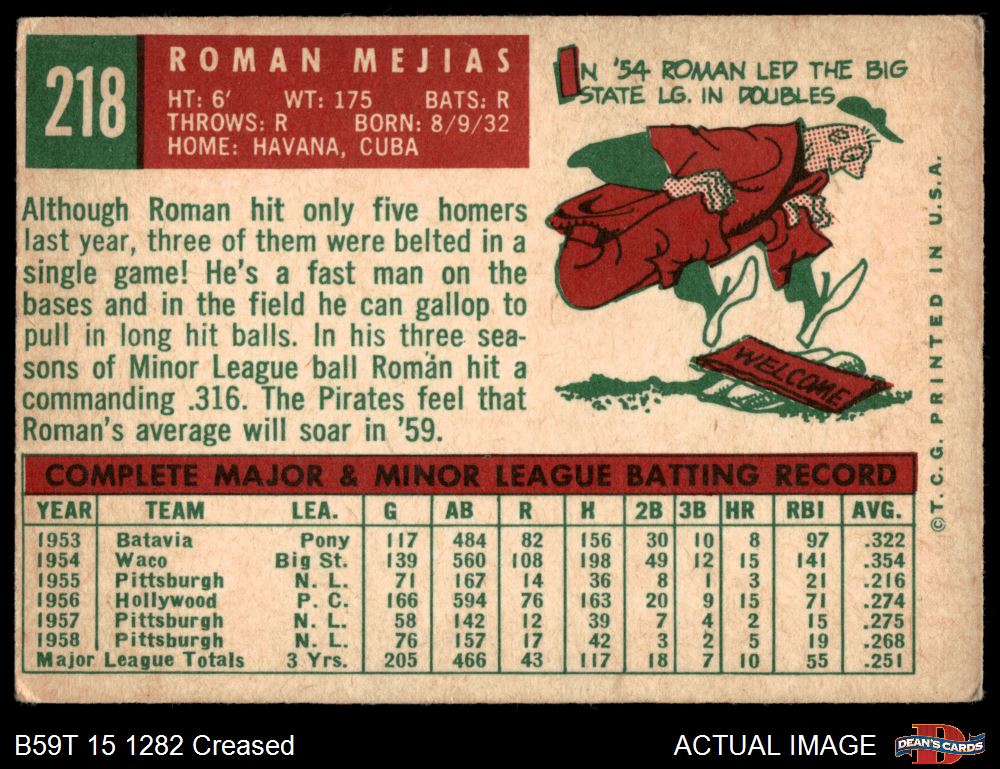 218
ROMAN MEJIAS
HT: 6' WT: 175 BATS: R
THROWS: R BORN: 8/9/32
HOME: HAVANA, CUBA
IN '54 ROMAN LED THE BIG
STATE LG. IN DOUBLES
WELCOME
Although Roman hit only five homers
last year, three of them were belted in a
single game! He's a fast man on the
bases and in the field he can gallop to
pull in long hit balls. In his three sea-
sons of Minor League ball Román hit a
commanding .316. The Pirates feel that
Roman's average will soar in '59.
©T.C.G. PRINTED IN U.S.A.
COMPLETE MAJOR & MINOR LEAGUE BATTING RECORD
YEAR TEAM LEA. G AB R H 2B 3B HR RBI AVG.
1953 Batavia Pony 117 484 82 156 30 10 8 97 .322
1954 Waco Big St. 139 560 108 198 49 12 15 141 .354
1955 Pittsburgh N. L. 71 167 14 36 8 1 3 21 .216
1956 Hollywood P. C. 166 594 76 163 20 9 15 71 .274
1957 Pittsburgh N. L. 58 142 12 39 7 4 2 15 .275
1958 Pittsburgh N. L. 76 157 17 42 3 2 5 19 .268
Major League Totals 3 Yrs. 205 466 43 117 18 7 10 55 .251
B59T 15 1282 Creased
ACTUAL IMAGE
DEAN'S CARDS